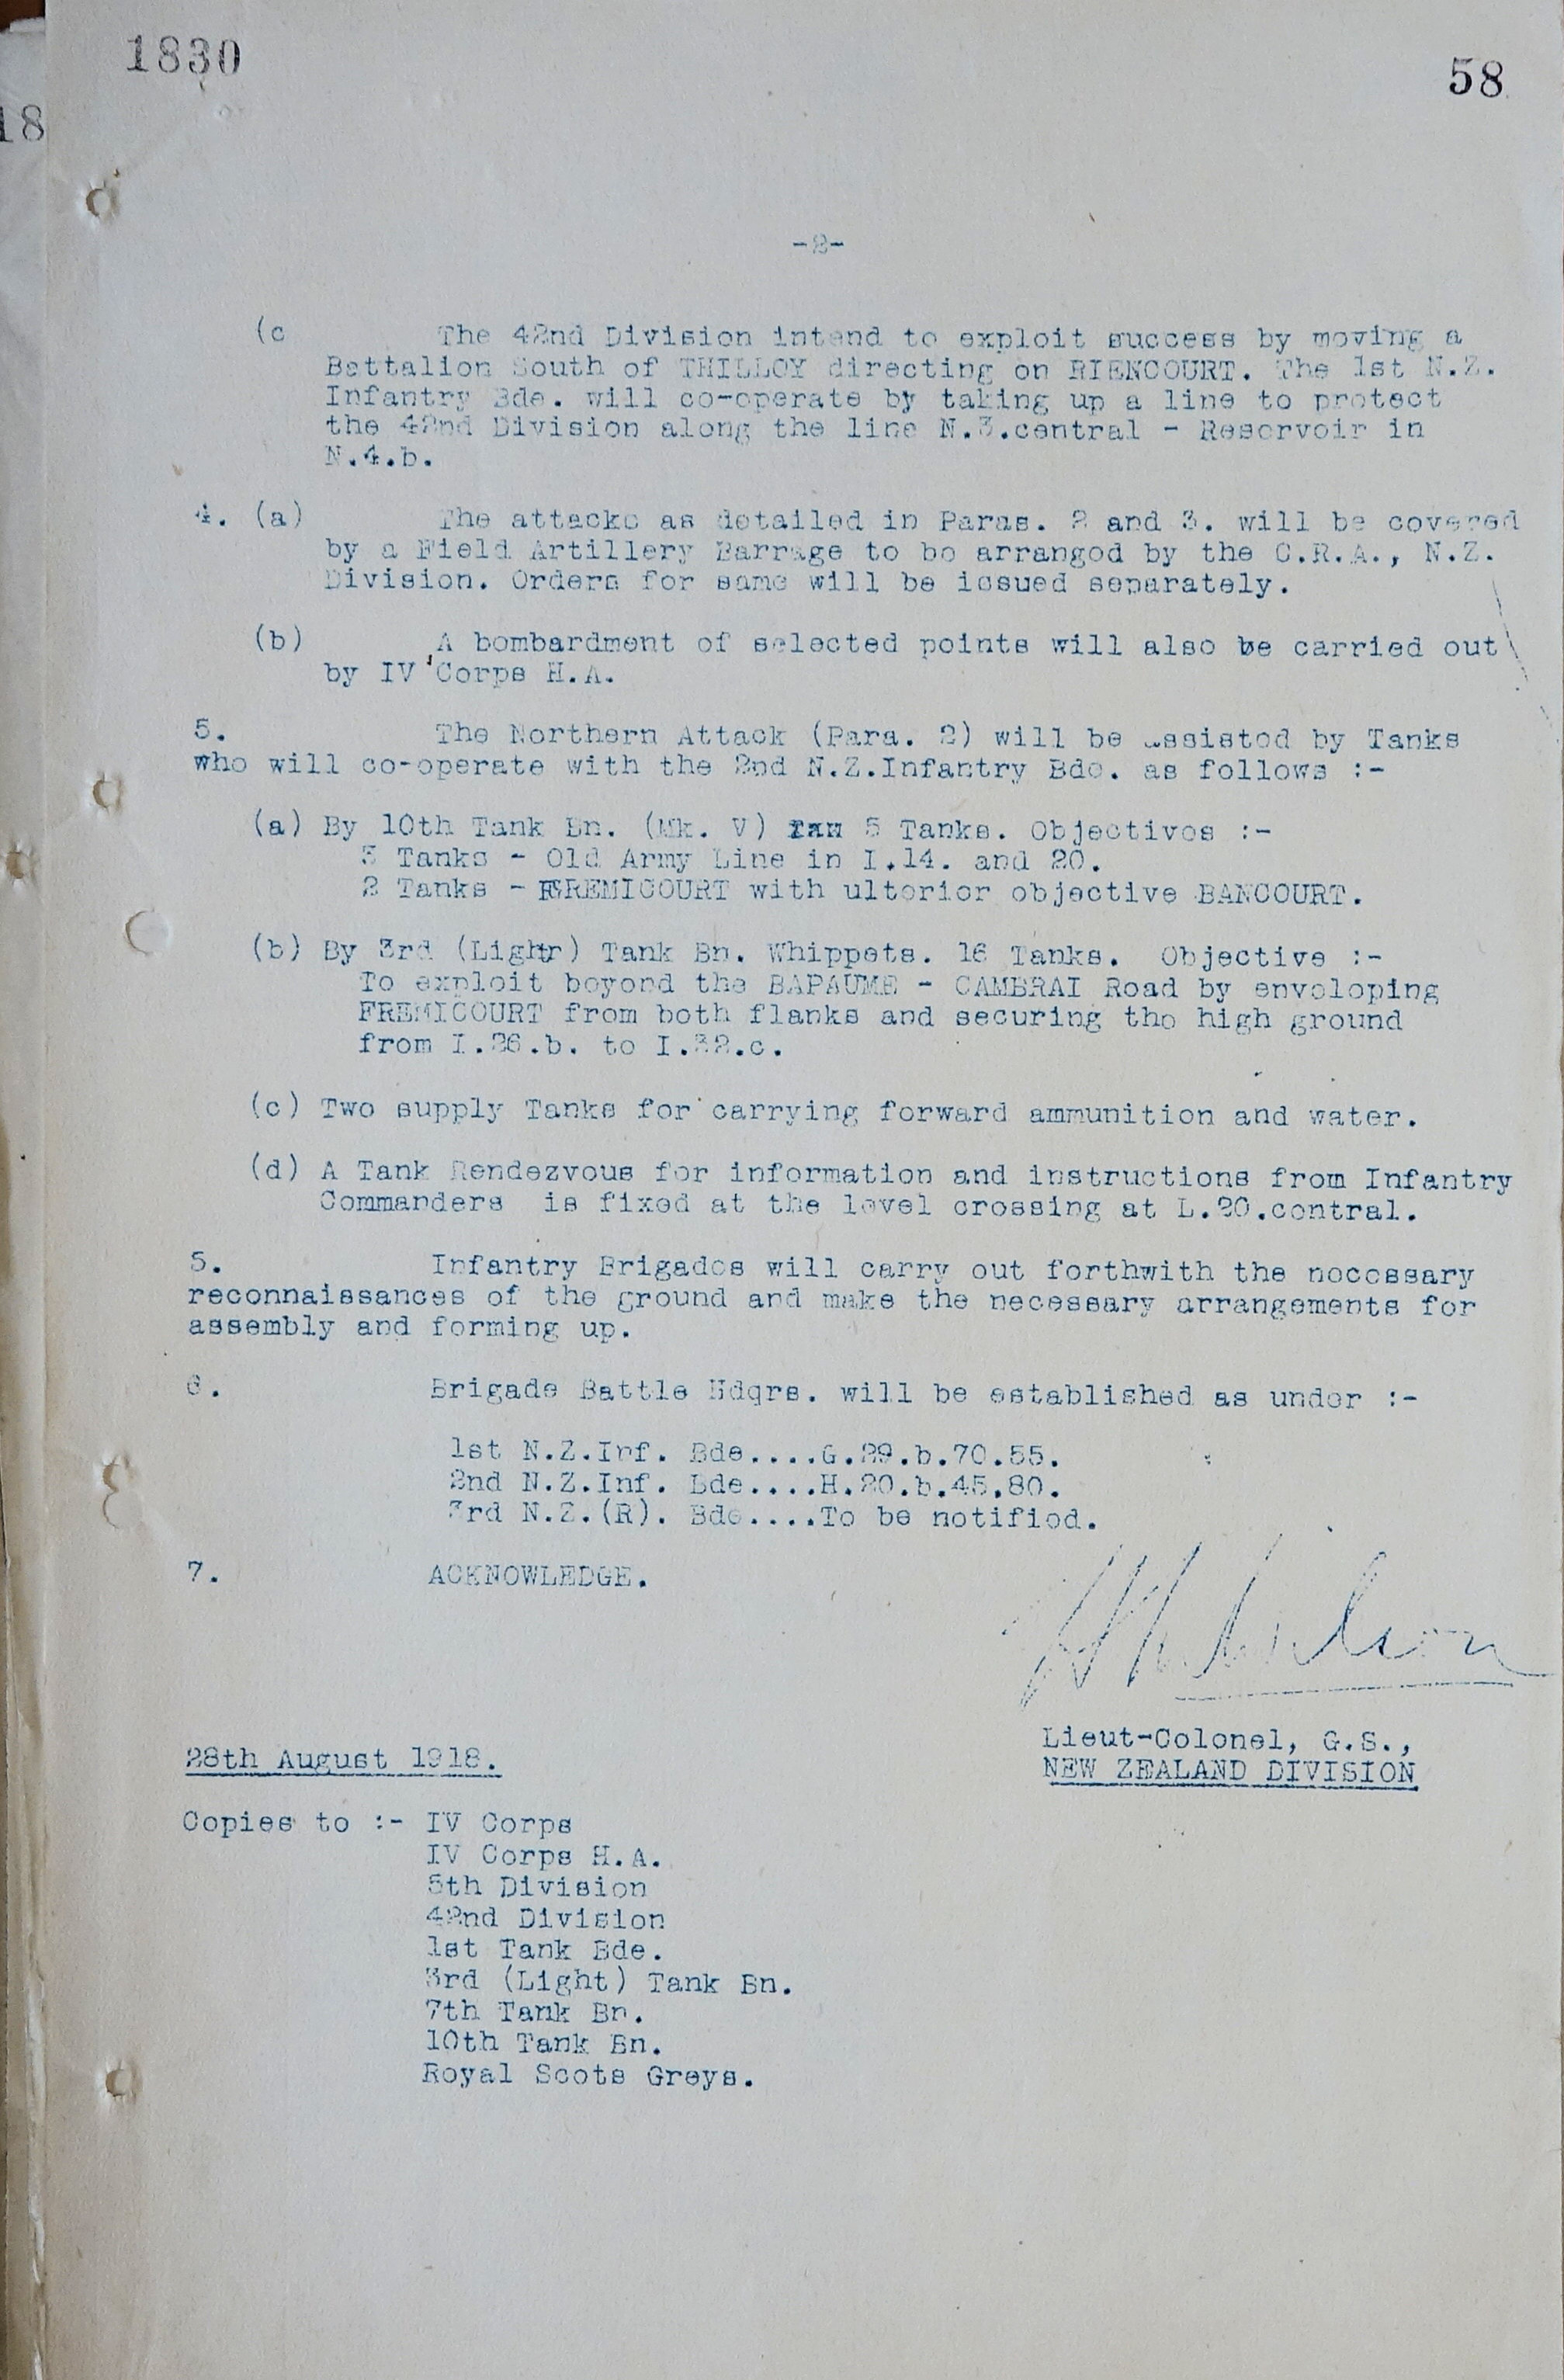 1830
58
18
-2-
(c The 42nd Division intend to exploit success by moving a
Battalion South of THILLOY directing on RIENCOURT. The 1st N.Z.
Infantry Bde. will co-operate by taking up a line to protect
the 42nd Division along the line N.3.central - Reservoir in
N.4.b.
4. (a) The attacks as detailed in Paras. 2 and 3. will be covered
by a Field Artillery Barrage to be arranged by the C.R.A., N.Z.
Division. Orders for same will be issued separately.
(b) A bombardment of selected points will also be carried out
by IV Corps H.A.
5. The Northern Attack (Para. 2) will be assisted by Tanks
who will co-operate with the 2nd N.Z.Infantry Bde. as follows :-
(a) By 10th Tank Bn. (Mk. V) 5 Tanks. Objectives :-
3 Tanks - Old Army Line in I.14. and 20.
2 Tanks - FREMICOURT with ulterior objective BANCOURT.
(b) By 3rd (Light) Tank Bn. Whippets. 16 Tanks. Objective :-
To exploit beyond the BAPAUME - CAMBRAI Road by enveloping
FREMICOURT from both flanks and securing the high ground
from I.26.b. to I.32.c.
(c) Two supply Tanks for carrying forward ammunition and water.
(d) A Tank Rendezvous for information and instructions from Infantry
Commanders is fixed at the level crossing at L.20.central.
5. Infantry Brigades will carry out forthwith the necessary
reconnaissances of the ground and make the necessary arrangements for
assembly and forming up.
6. Brigade Battle Hdqrs. will be established as under :-
1st N.Z.Inf. Bde....G.29.b.70.55.
2nd N.Z.Inf. Bde....H.20.b.45.80.
3rd N.Z.(R). Bde....To be notified.
7. ACKNOWLEDGE.
Lieut-Colonel, G.S.,
NEW ZEALAND DIVISION
28th August 1918.
Copies to :- IV Corps
IV Corps H.A.
5th Division
42nd Division
1st Tank Bde.
3rd (Light) Tank Bn.
7th Tank Bn.
10th Tank Bn.
Royal Scots Greys.